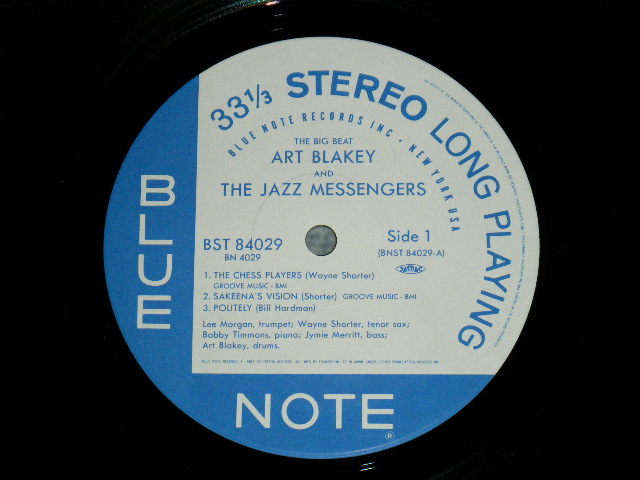 33⅓ STEREO LONG PLAYING
BLUE NOTE RECORDS INC • NEW YORK USA
THE BIG BEAT
ART BLAKEY
AND
THE JAZZ MESSENGERS
BST 84029
BN 4029
Side 1
(BNST 84029-A)
1. THE CHESS PLAYERS (Wayne Shorter)
GROOVE MUSIC - BMI
2. SAKEENA'S VISION (Shorter) GROOVE MUSIC - BMI
3. POLITELY (Bill Hardman)
Lee Morgan, trumpet; Wayne Shorter, tenor sax;
Bobby Timmons, piano; Jymie Merritt, bass;
Art Blakey, drums.
BLUE
NOTE®